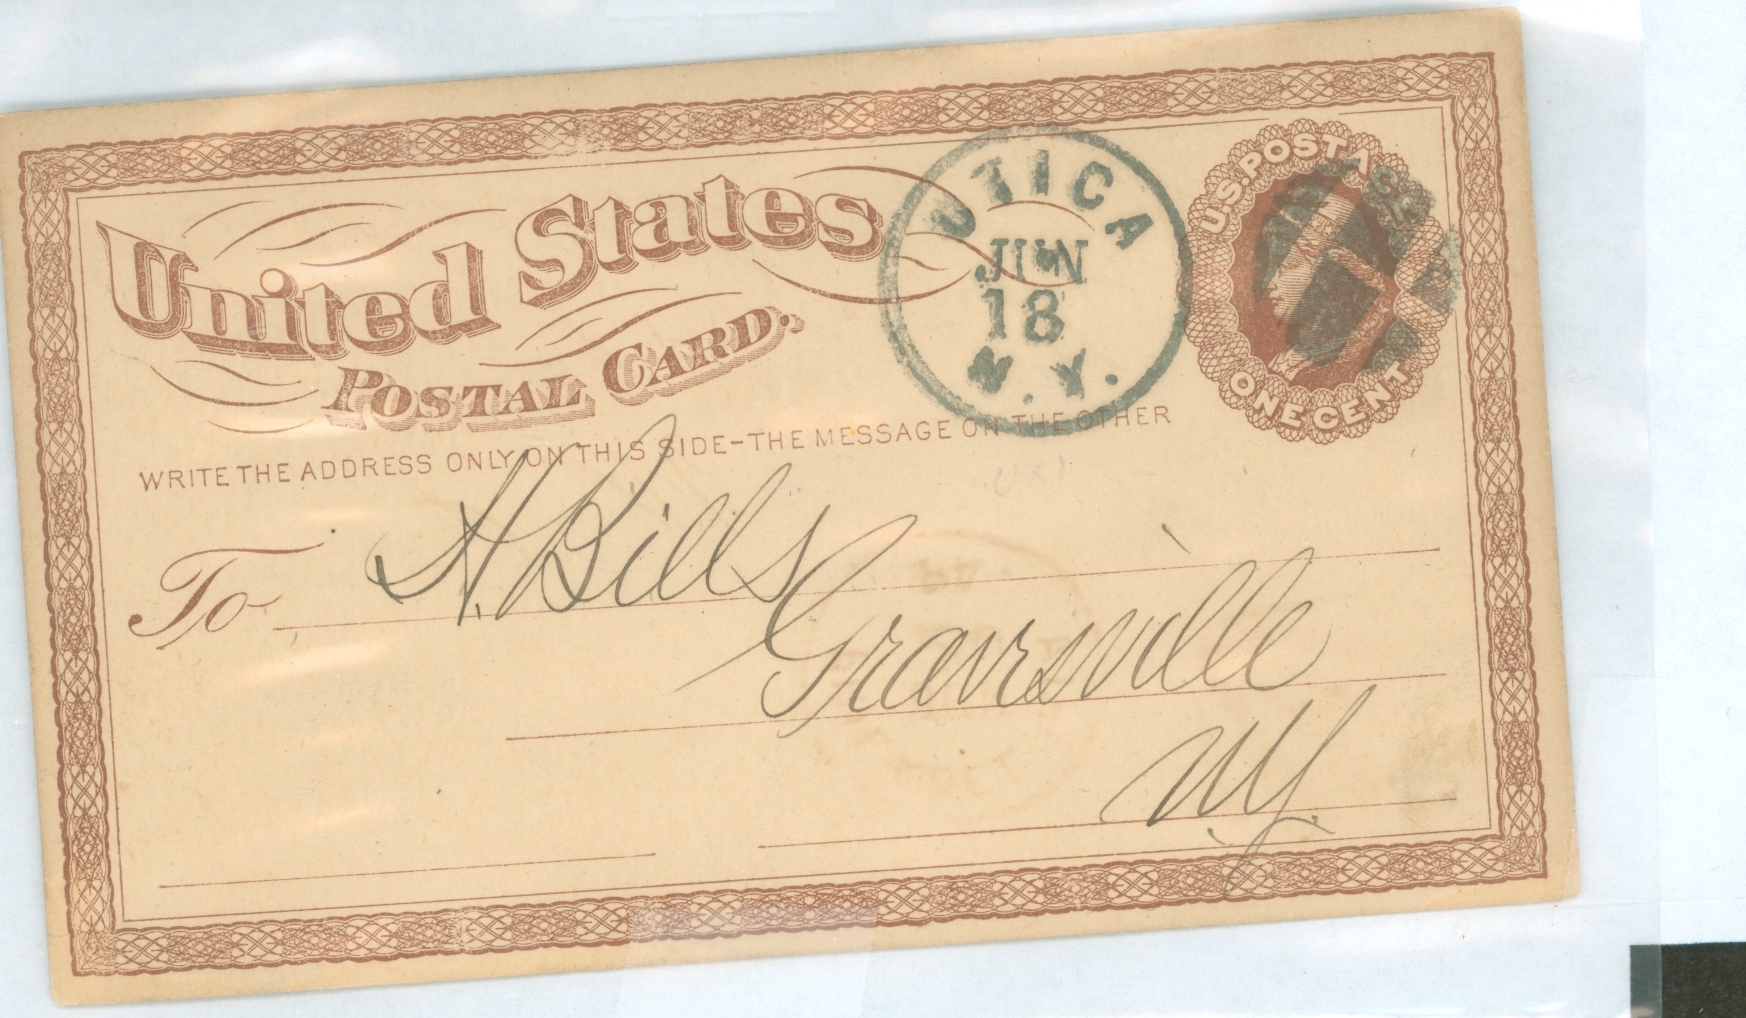 United States
POSTAL CARD.
U.S. POSTAGE
ONE CENT
UTICA
JUN
18
N.Y.
WRITE THE ADDRESS ONLY ON THIS SIDE–THE MESSAGE ON THE OTHER
To H. Bills
Gravesville
NY.